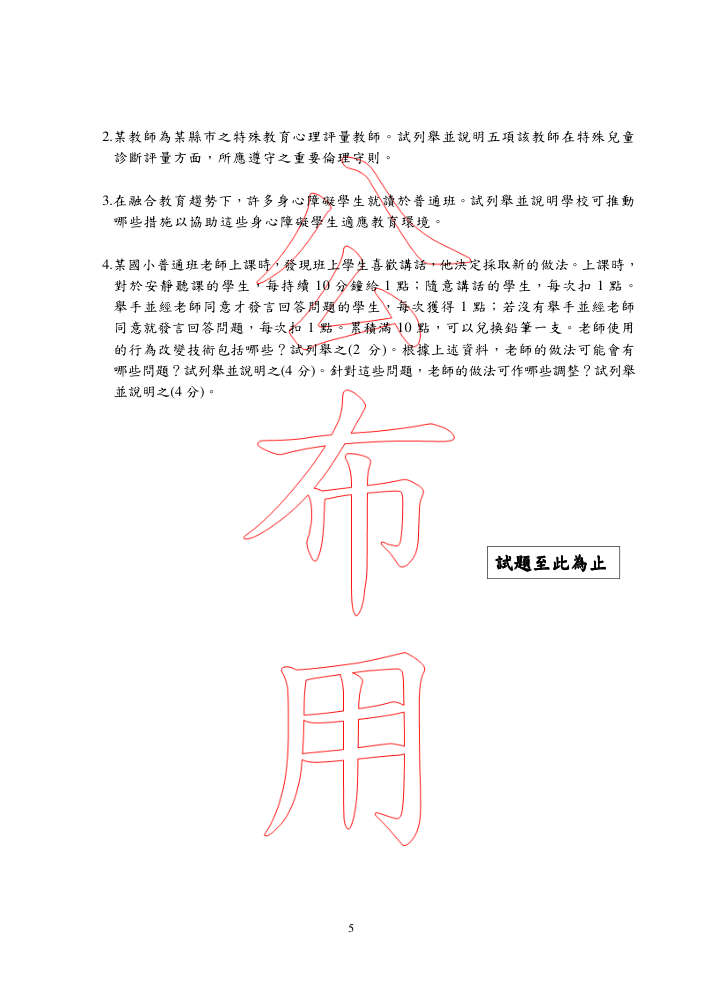 2.某教師為某縣市之特殊教育心理評量教師。試列舉並說明五項該教師在特殊兒童
診斷評量方面，所應遵守之重要倫理守則。
3.在融合教育趨勢下，許多身心障礙學生就讀於普通班。試列舉並說明學校可推動
哪些措施以協助這些身心障礙學生適應教育環境。
4.某國小普通班老師上課時，發現班上學生喜歡講話，他決定採取新的做法。上課時，
對於安靜聽課的學生，每持續 10 分鐘給 1 點；隨意講話的學生，每次扣 1 點。
舉手並經老師同意才發言回答問題的學生，每次獲得 1 點；若沒有舉手並經老師
同意就發言回答問題，每次扣 1 點。累積滿 10 點，可以兌換鉛筆一支。老師使用
的行為改變技術包括哪些？試列舉之(2 分)。根據上述資料，老師的做法可能會有
哪些問題？試列舉並說明之(4 分)。針對這些問題，老師的做法可作哪些調整？試列舉
並說明之(4 分)。
試題至此為止
公布用
5